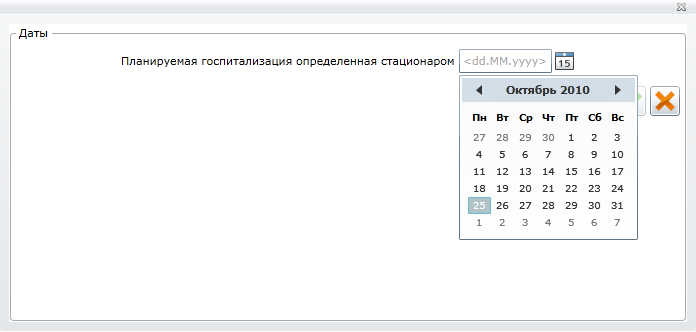 Даты
Планируемая госпитализация определенная стационаром <dd.MM.yyyy> 15
Октябрь 2010
Пн Вт Ср Чт Пт Сб Вс
27 28 29 30 1 2 3
4 5 6 7 8 9 10
11 12 13 14 15 16 17
18 19 20 21 22 23 24
25 26 27 28 29 30 31
1 2 3 4 5 6 7